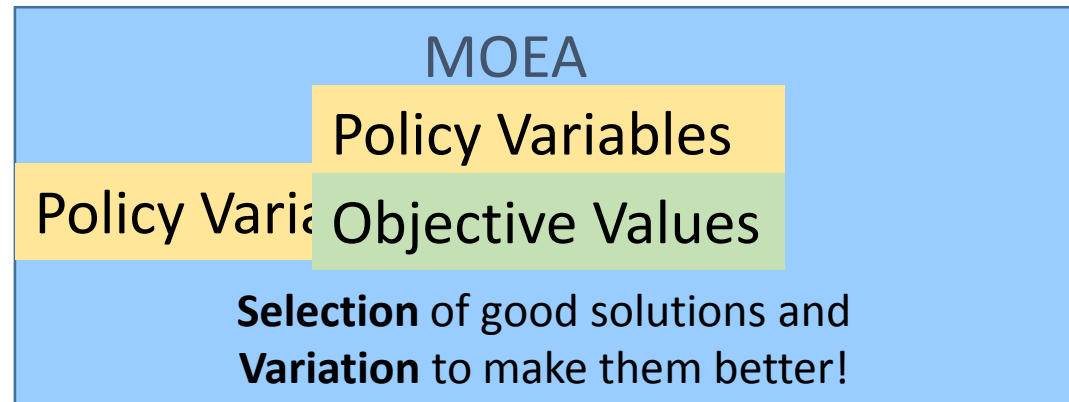 MOEA
Policy Variables
Policy Varia
Objective Values
Selection of good solutions and
Variation to make them better!